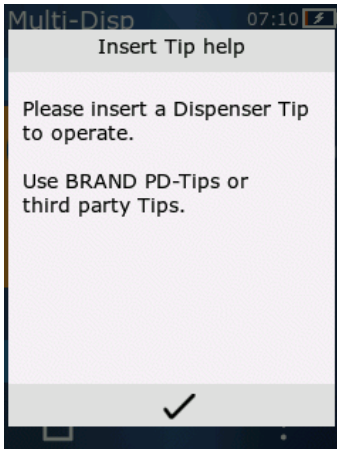 Multi-Disp 07:10
Insert Tip help
Please insert a Dispenser Tip
to operate.
Use BRAND PD-Tips or
third party Tips.